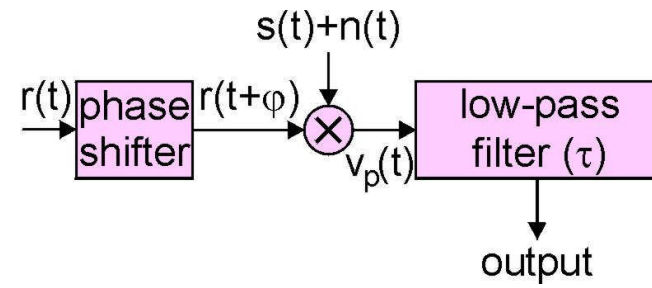 s(t)+n(t)
r(t)
phase
shifter
r(t+φ)
v_p(t)
low-pass
filter (τ)
output